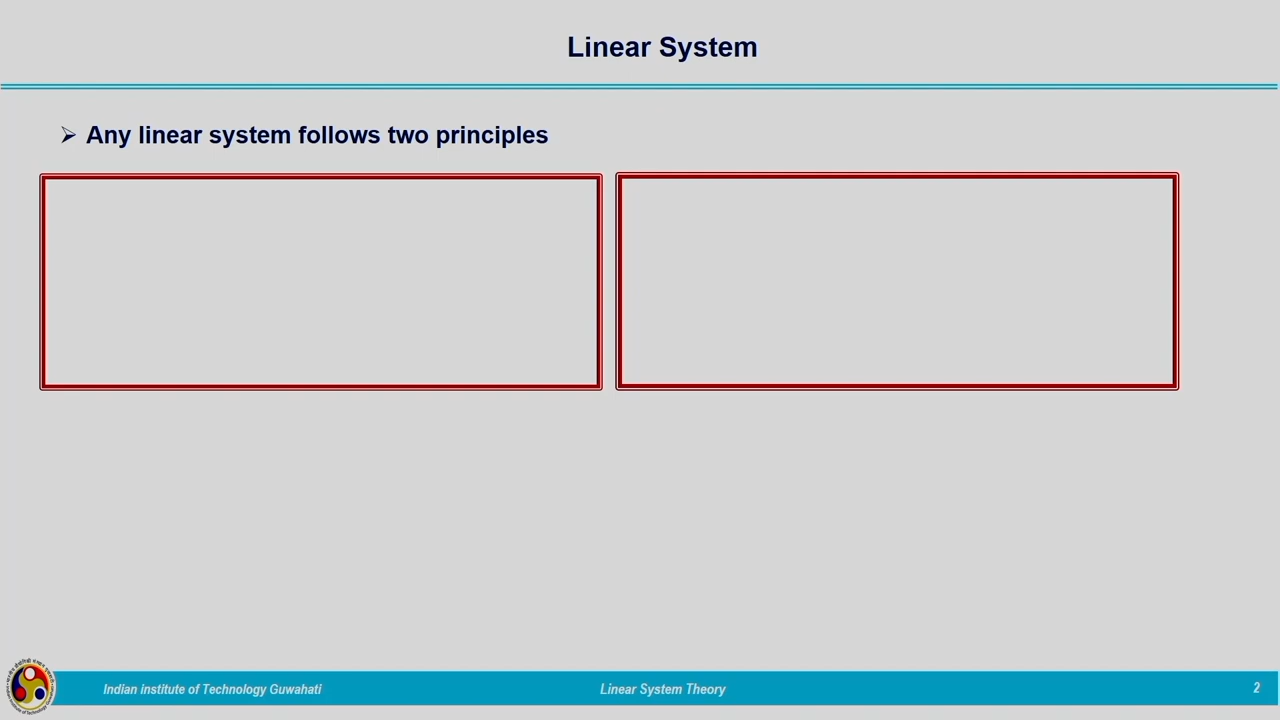 Linear System
Any linear system follows two principles
Indian institute of Technology Guwahati
Linear System Theory
2